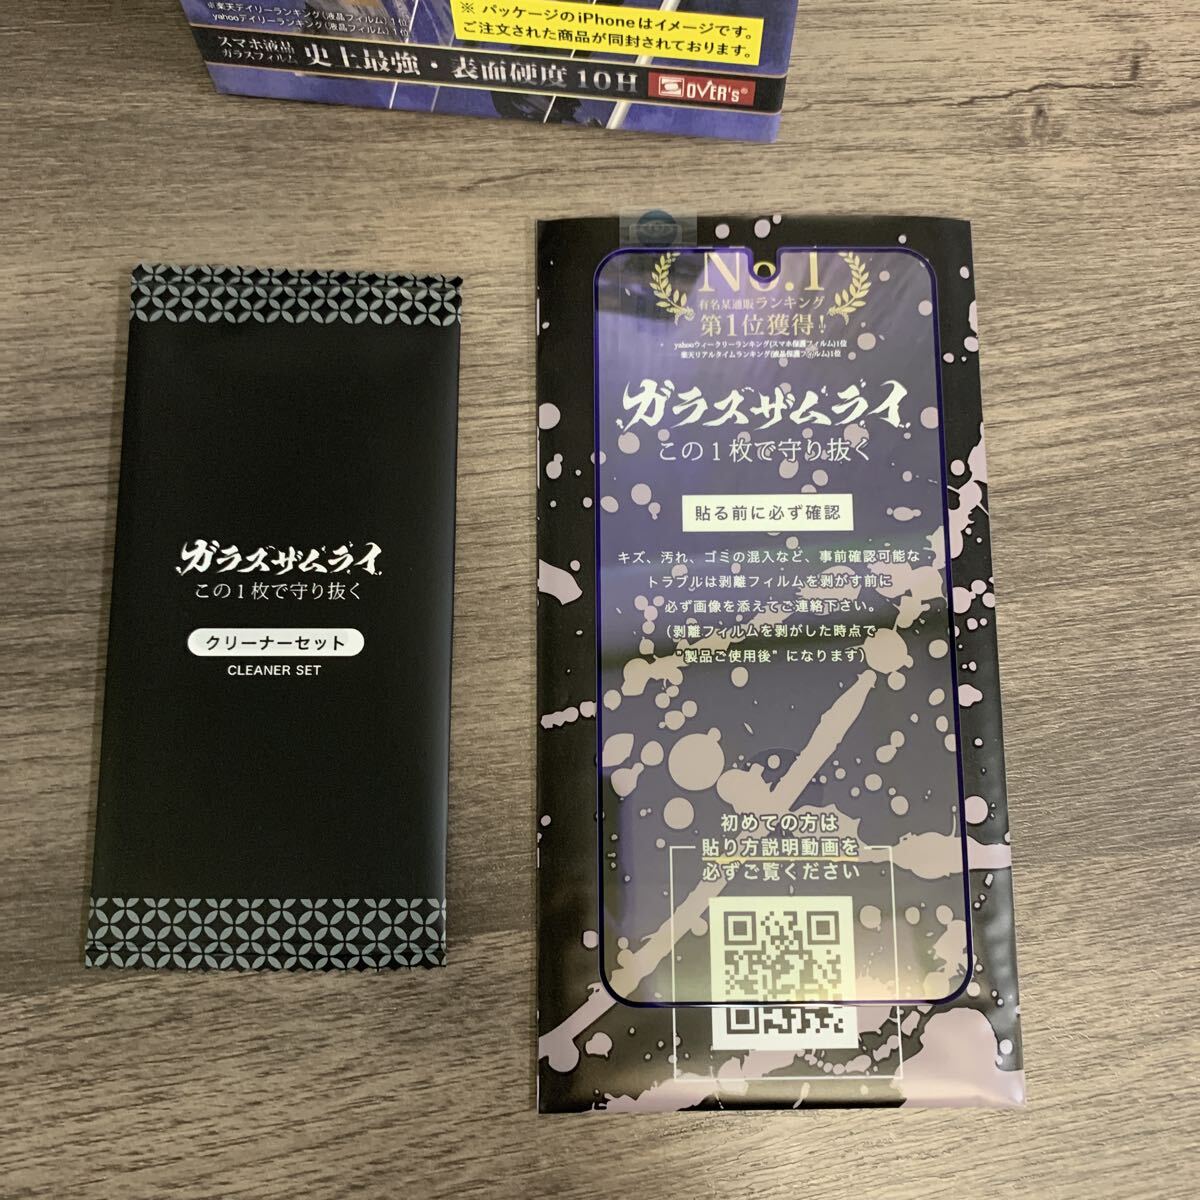 ※楽天デイリーランキング(液晶フィルム)1位
yahooデイリーランキング(液晶フィルム)1位
※ パッケージのiPhoneはイメージです。
ご注文された商品が同封されております。
スマホ液晶
ガラスフィルム
史上最強・表面硬度10H
OVER's®
ガラスザムライ
この1枚で守り抜く
クリーナーセット
CLEANER SET
No.1
有名某通販ランキング
第1位獲得!
yahooウィークリーランキング(スマホ保護フィルム)1位
楽天リアルタイムランキング(液晶保護フィルム)1位
ガラスザムライ
この1枚で守り抜く
貼る前に必ず確認
キズ、汚れ、ゴミの混入など、事前確認可能な
トラブルは剥離フィルムを剥がす前に
必ず画像を添えてご連絡下さい。
(剥離フィルムを剥がした時点で
"製品ご使用後"になります)
初めての方は
貼り方説明動画を
必ずご覧ください